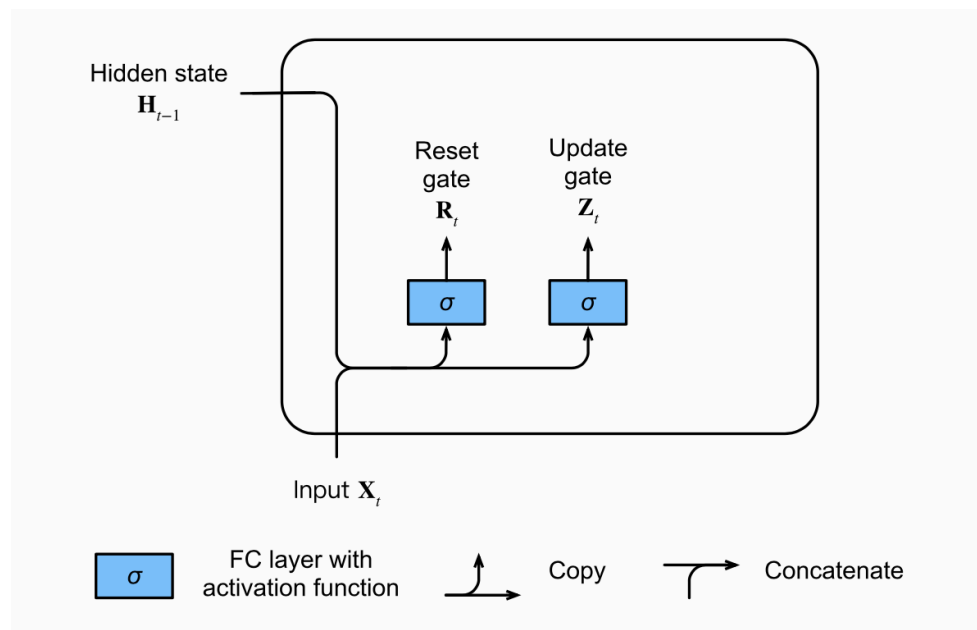 Hidden state
H_{t−1}
Reset
gate
R_t
Update
gate
Z_t
σ
σ
Input X_t
σ
FC layer with
activation function
Copy
Concatenate